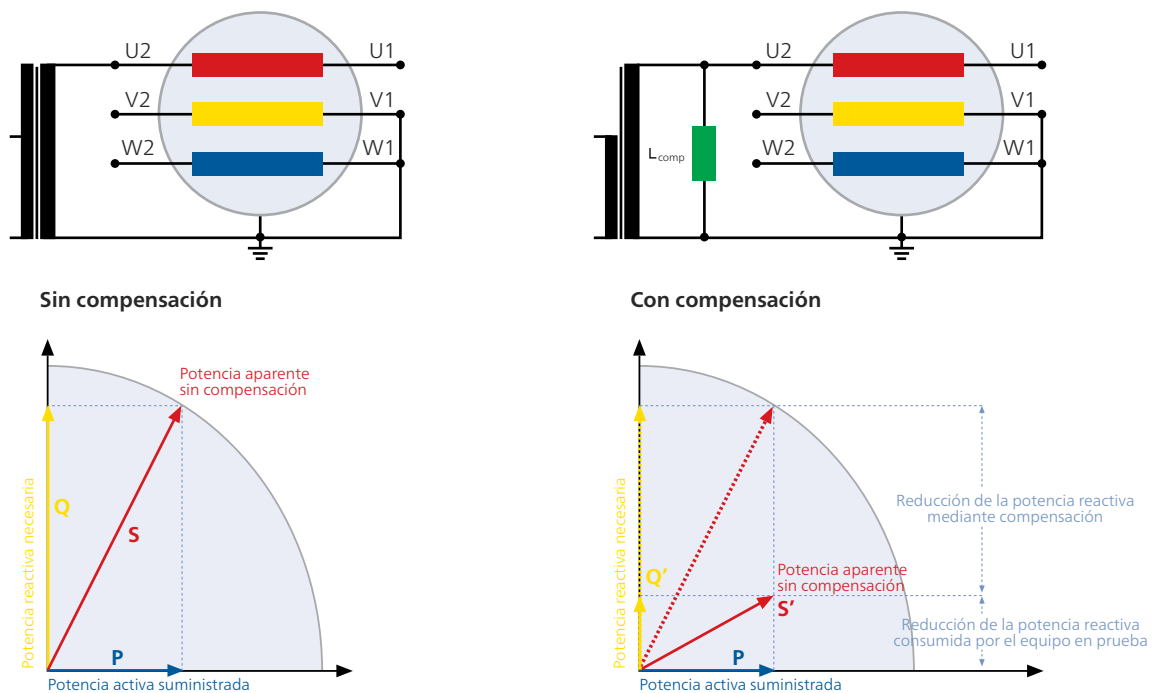 U2
U1
V2
V1
W2
W1
Sin compensación
Potencia aparente
sin compensación
Potencia reactiva necesaria
Q
S
P
Potencia activa suministrada
U2
U1
V2
V1
W2
W1
Lcomp
Con compensación
Potencia reactiva necesaria
Reducción de la potencia reactiva
mediante compensación
Q’
Potencia aparente
sin compensación
S’
Reducción de la potencia reactiva
consumida por el equipo en prueba
P
Potencia activa suministrada